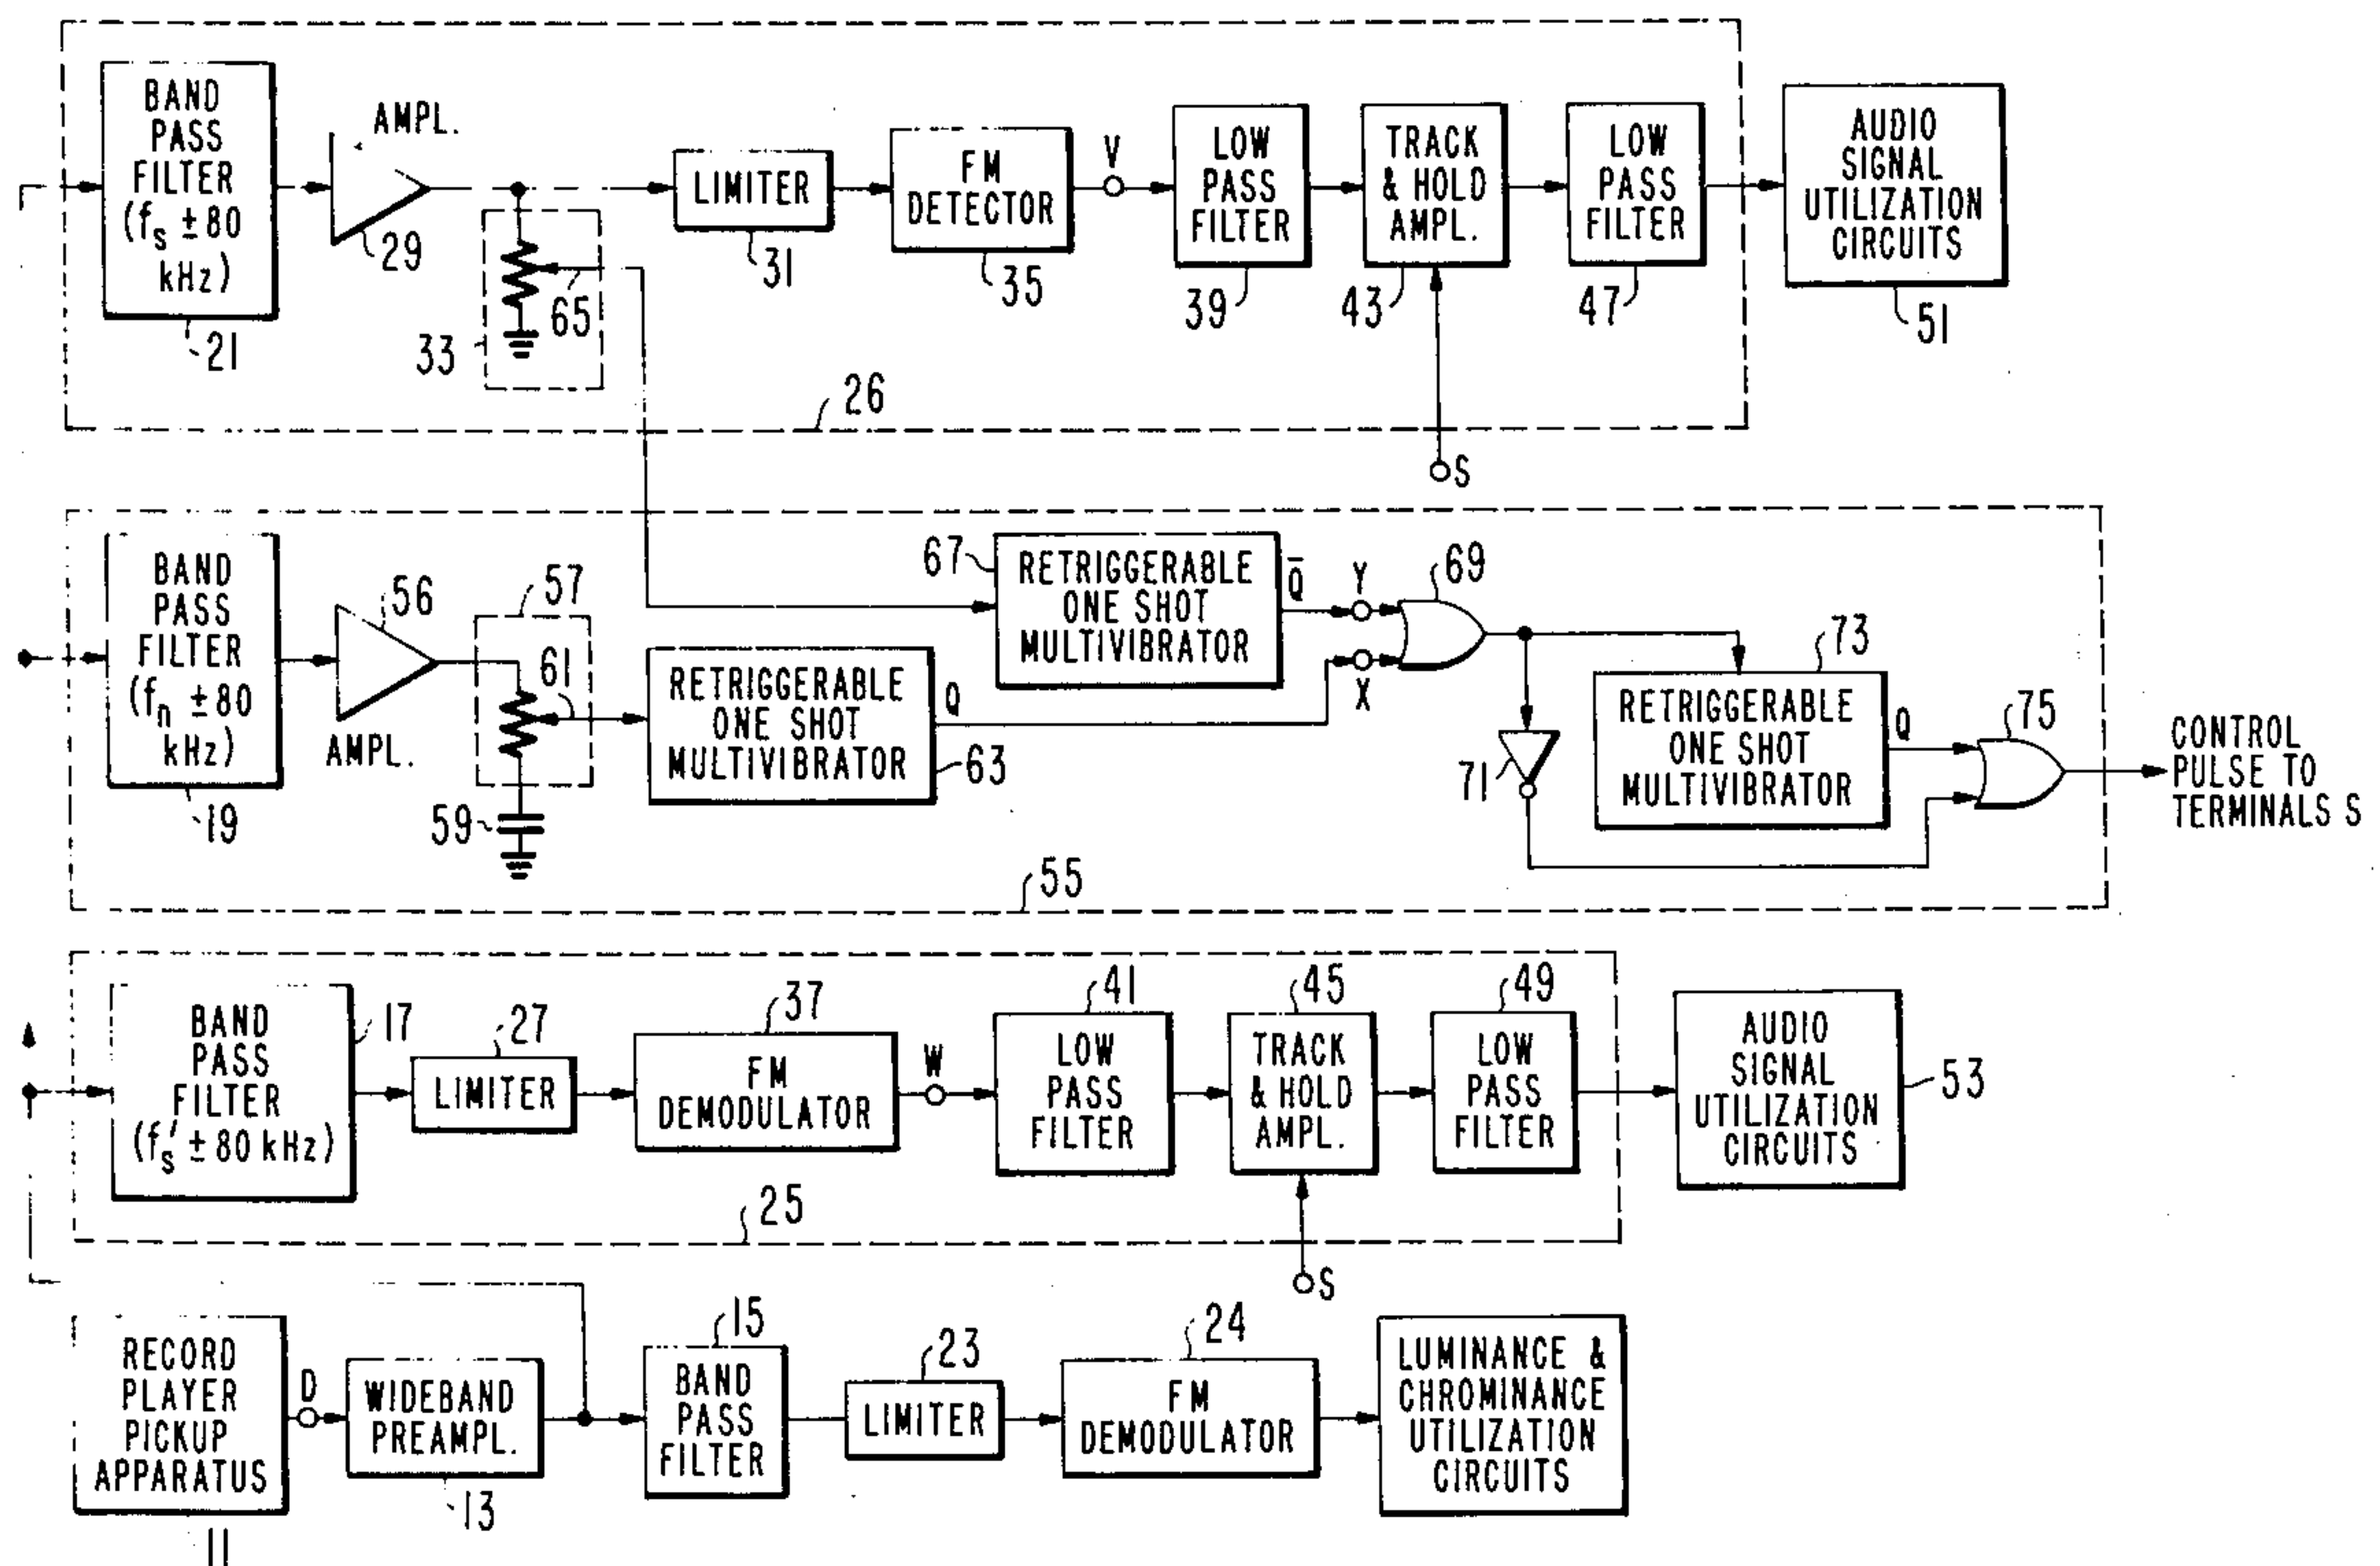 BAND
PASS
FILTER
(fs ±80
kHz)
21
AMPL.
29
33
65
LIMITER
31
FM
DETECTOR
35
V
LOW
PASS
FILTER
39
TRACK
& HOLD
AMPL.
43
LOW
PASS
FILTER
47
AUDIO
SIGNAL
UTILIZATION
CIRCUITS
51
26
S
BAND
PASS
FILTER
(fn ±80
kHz)
19
56
AMPL.
57
61
59
RETRIGGERABLE
ONE SHOT
MULTIVIBRATOR
63
Q
67
RETRIGGERABLE
ONE SHOT
MULTIVIBRATOR
Q̄
Y
X
69
71
73
RETRIGGERABLE
ONE SHOT
MULTIVIBRATOR
Q
75
CONTROL
PULSE TO
TERMINALS S
55
BAND
PASS
FILTER
(fs' ±80 kHz)
17
27
LIMITER
37
FM
DEMODULATOR
W
41
LOW
PASS
FILTER
45
TRACK
& HOLD
AMPL.
49
LOW
PASS
FILTER
AUDIO
SIGNAL
UTILIZATION
CIRCUITS
53
25
S
RECORD
PLAYER
PICKUP
APPARATUS
11
D
WIDEBAND
PREAMPL.
13
15
BAND
PASS
FILTER
23
LIMITER
24
FM
DEMODULATOR
LUMINANCE &
CHROMINANCE
UTILIZATION
CIRCUITS